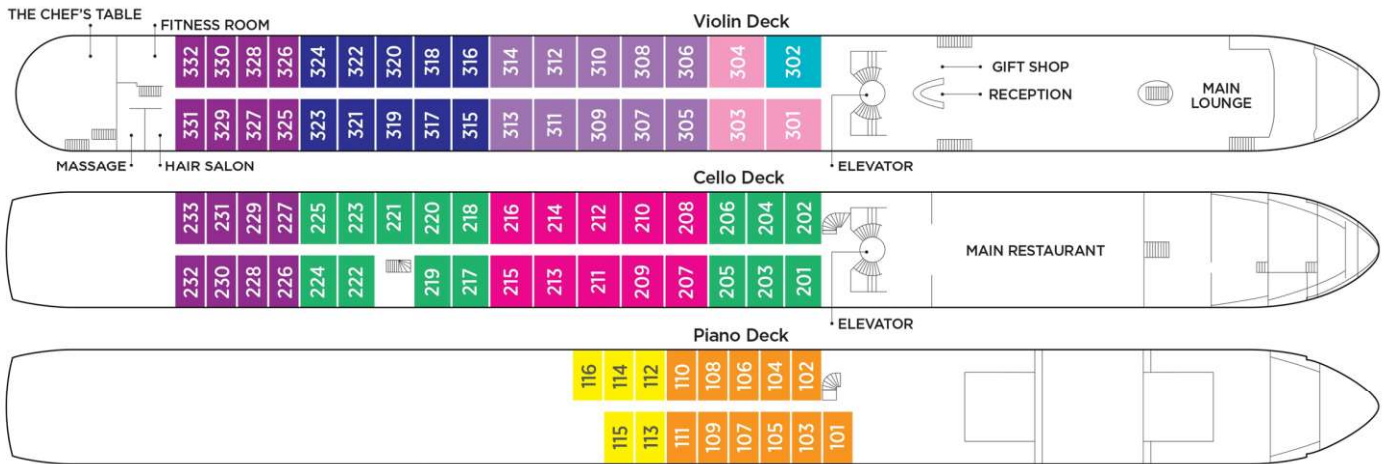 THE CHEF'S TABLE
FITNESS ROOM
Violin Deck
332 330 328 326 324 322 320 318 316 314 312 310 308 306 304 302
GIFT SHOP
RECEPTION
MAIN
LOUNGE
331 329 327 325 323 321 319 317 315 313 311 309 307 305 303 301
MASSAGE
HAIR SALON
ELEVATOR
Cello Deck
233 231 229 227 225 223 221 220 218 216 214 212 210 208 206 204 202
MAIN RESTAURANT
232 230 228 226 224 222 219 217 215 213 211 209 207 205 203 201
ELEVATOR
Piano Deck
116 114 112 110 108 106 104 102
115 113 111 109 107 105 103 101